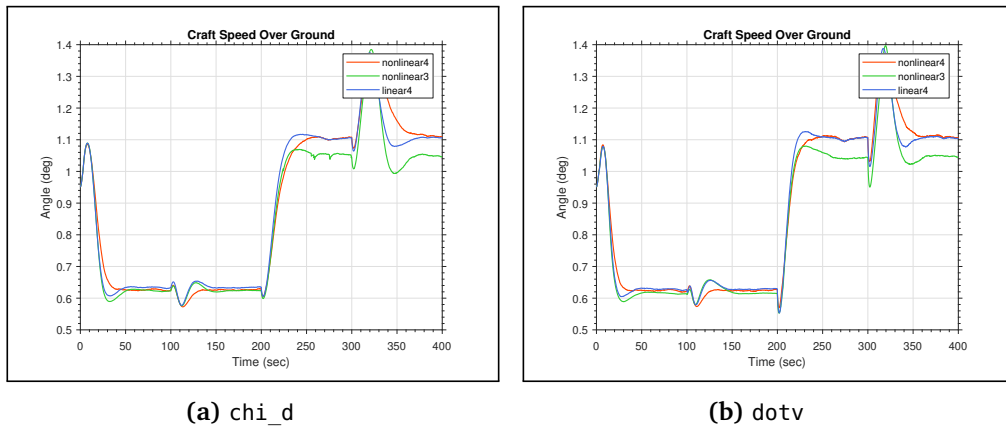 Craft Speed Over Ground
1.4
1.3
1.2
1.1
1
0.9
0.8
0.7
0.6
0.5
Angle (deg)
nonlinear4
nonlinear3
linear4
0 50 100 150 200 250 300 350 400
Time (sec)
(a) chi_d
Craft Speed Over Ground
1.4
1.3
1.2
1.1
1
0.9
0.8
0.7
0.6
0.5
Angle (deg)
nonlinear4
nonlinear3
linear4
0 50 100 150 200 250 300 350 400
Time (sec)
(b) dotv